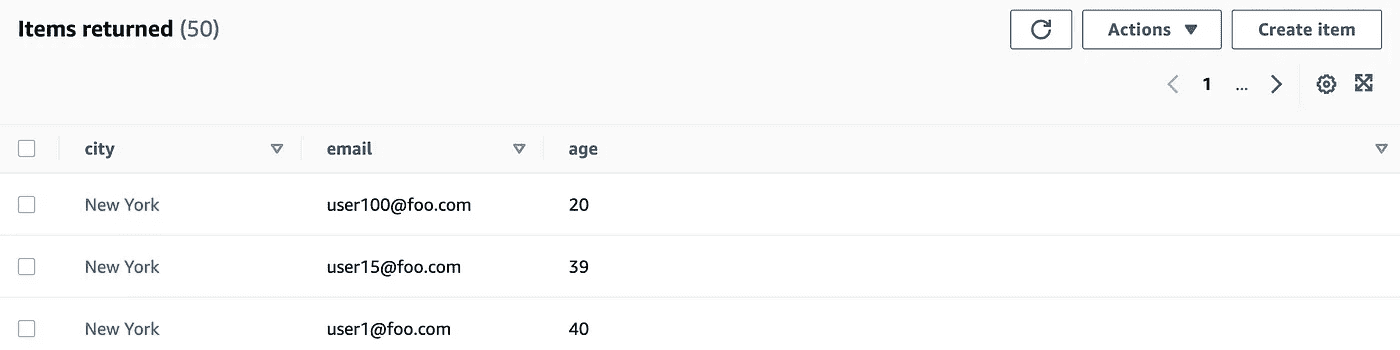 Items returned (50)
Actions
Create item
1 ...
city email age
New York user100@foo.com 20
New York user15@foo.com 39
New York user1@foo.com 40